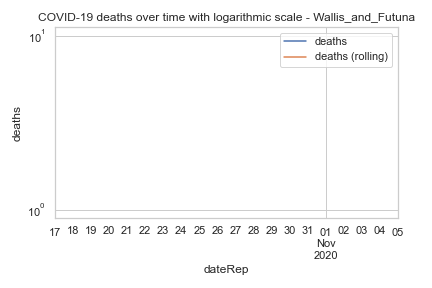 COVID-19 deaths over time with logarithmic scale - Wallis_and_Futuna
10¹
deaths
deaths (rolling)
deaths
10⁰
17 18 19 20 21 22 23 24 25 26 27 28 29 30 31 01 02 03 04 05
Nov
2020
dateRep